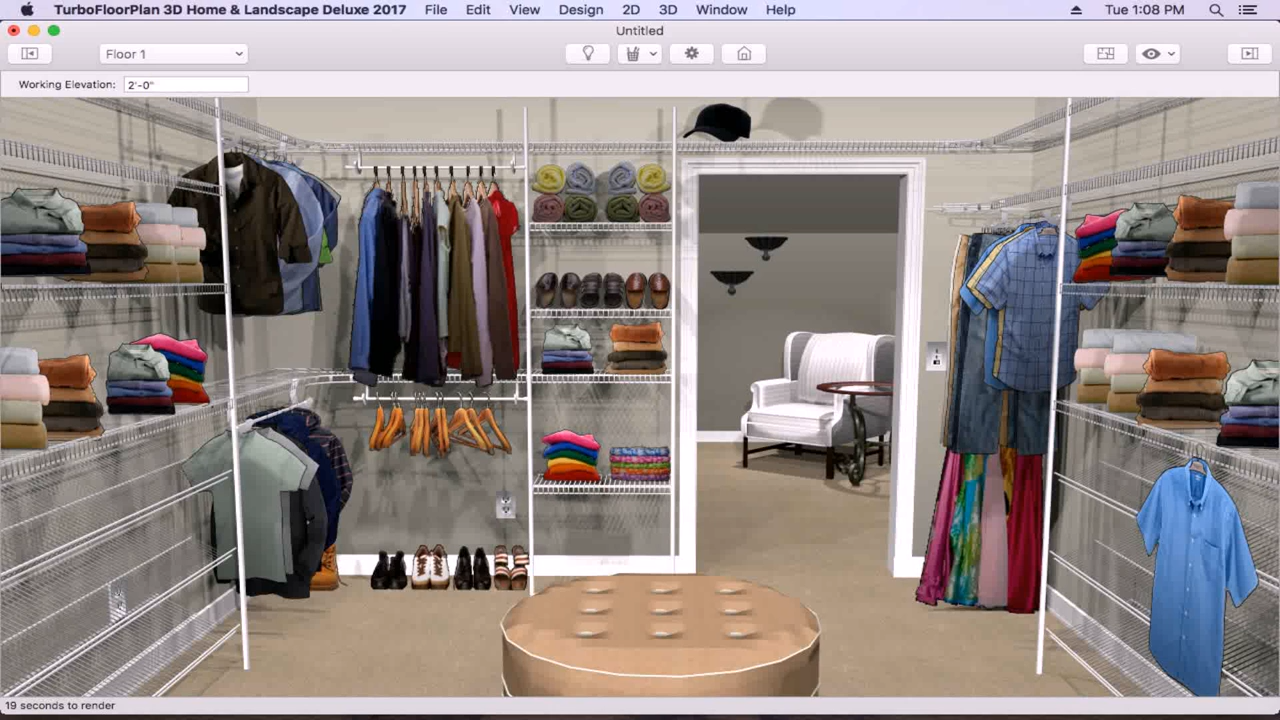 TurboFloorPlan 3D Home & Landscape Deluxe 2017 File Edit View Design 2D 3D Window Help Tue 1:08 PM
Untitled
Floor 1
Working Elevation: 2'-0"
19 seconds to render